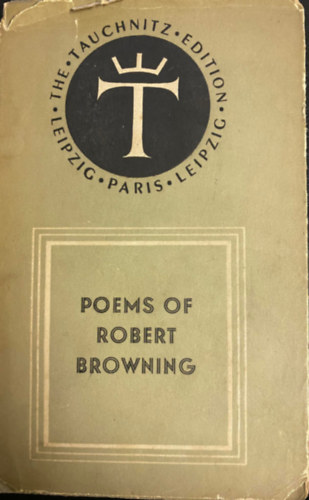 THE • TAUCHNITZ • EDITION • LEIPZIG • PARIS • LEIPZIG •
T
POEMS OF
ROBERT
BROWNING